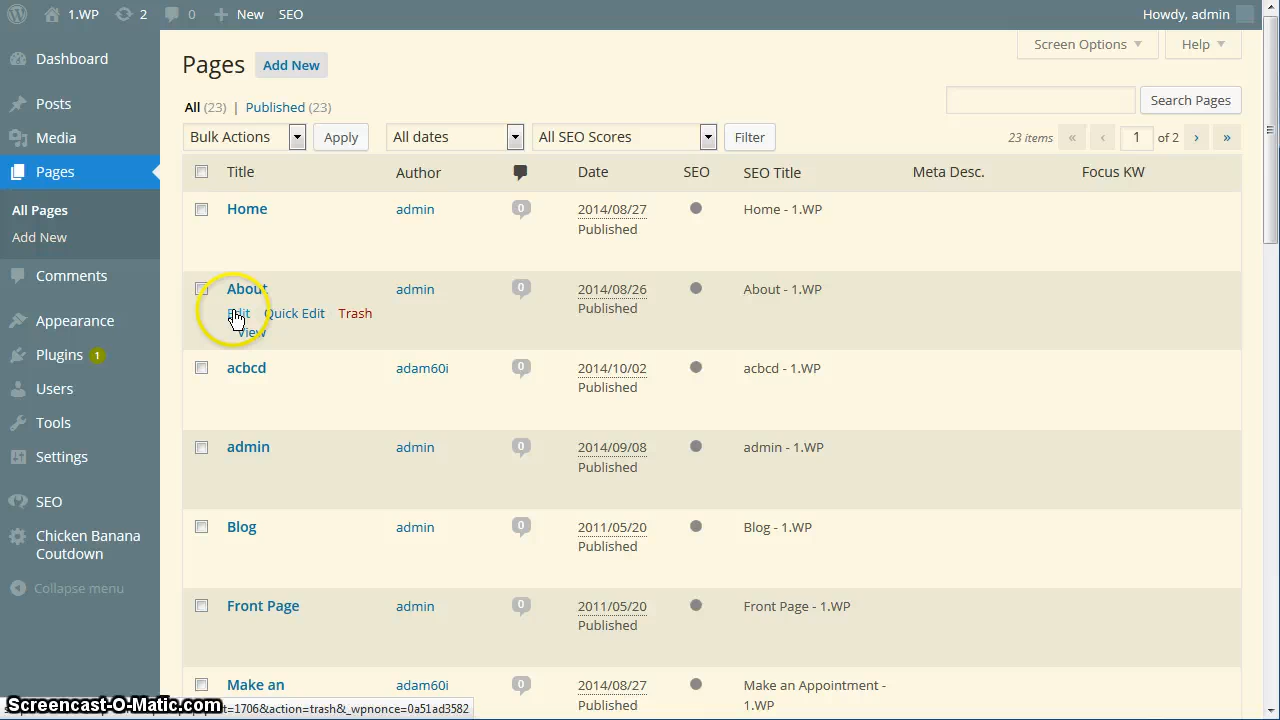 1.WP 2 0 New SEO Howdy, admin
Screen Options Help
Dashboard
Posts
Media
Pages
All Pages
Add New
Comments
Appearance
Plugins 1
Users
Tools
Settings
SEO
Chicken Banana
Coutdown
Collapse menu
Pages Add New
All (23) | Published (23)
Search Pages
Bulk Actions Apply All dates All SEO Scores Filter 23 items « ‹ 1 of 2 › »
Title Author Date SEO SEO Title Meta Desc. Focus KW
Home admin 0 2014/08/27 Home - 1.WP
Published
About admin 0 2014/08/26 About - 1.WP
Published
Edit Quick Edit Trash
View
acbcd adam60i 0 2014/10/02 acbcd - 1.WP
Published
admin admin 0 2014/09/08 admin - 1.WP
Published
Blog admin 0 2011/05/20 Blog - 1.WP
Published
Front Page admin 0 2011/05/20 Front Page - 1.WP
Published
Make an adam60i 0 2014/08/27 Make an Appointment -
Published 1.WP
Screencast-O-Matic.com
=1706&action=trash&_wpnonce=0a51ad3582